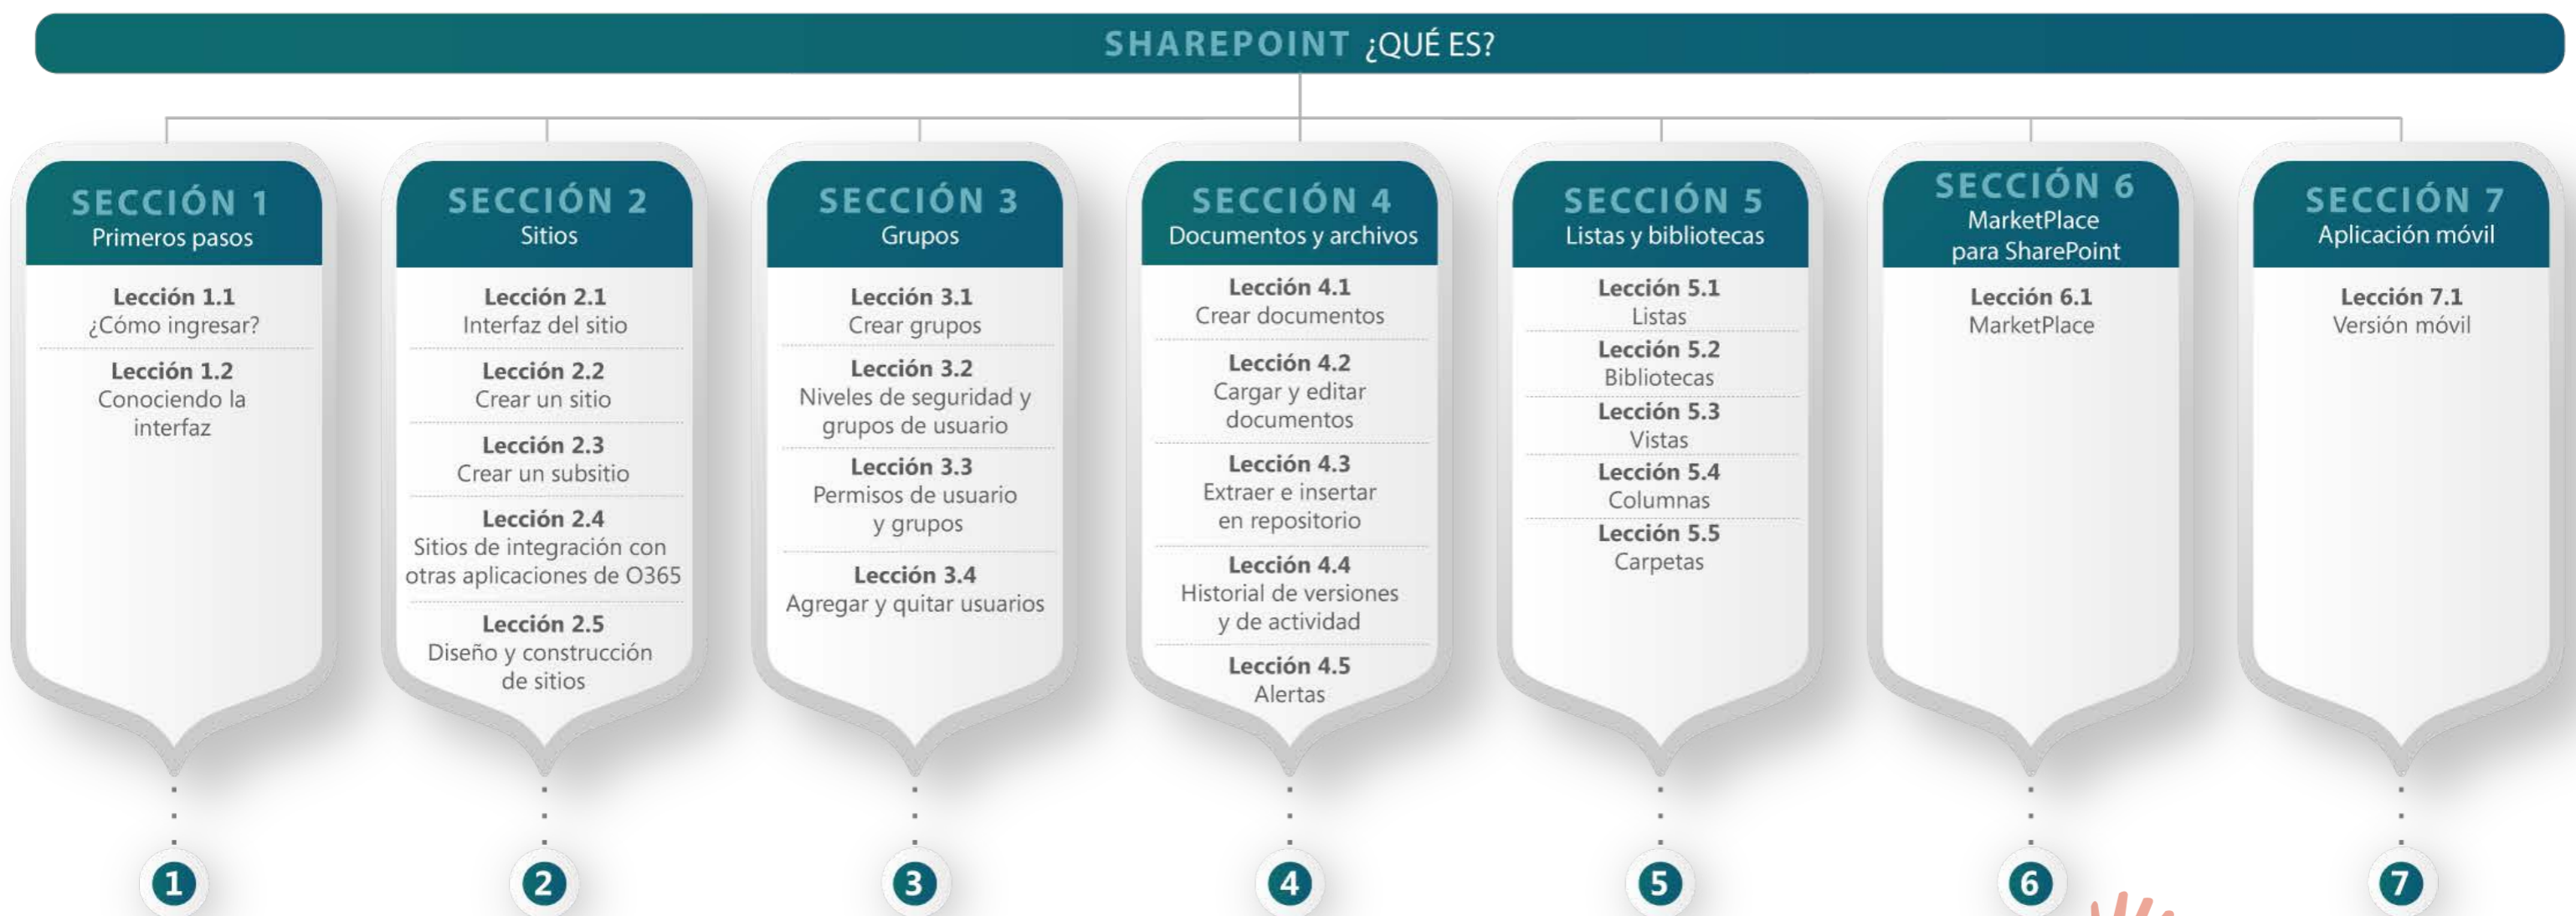 SHAREPOINT ¿QUÉ ES?
SECCIÓN 1
Primeros pasos
Lección 1.1
¿Cómo ingresar?
Lección 1.2
Conociendo la
interfaz
1
SECCIÓN 2
Sitios
Lección 2.1
Interfaz del sitio
Lección 2.2
Crear un sitio
Lección 2.3
Crear un subsitio
Lección 2.4
Sitios de integración con
otras aplicaciones de O365
Lección 2.5
Diseño y construcción
de sitios
2
SECCIÓN 3
Grupos
Lección 3.1
Crear grupos
Lección 3.2
Niveles de seguridad y
grupos de usuario
Lección 3.3
Permisos de usuario
y grupos
Lección 3.4
Agregar y quitar usuarios
3
SECCIÓN 4
Documentos y archivos
Lección 4.1
Crear documentos
Lección 4.2
Cargar y editar
documentos
Lección 4.3
Extraer e insertar
en repositorio
Lección 4.4
Historial de versiones
y de actividad
Lección 4.5
Alertas
4
SECCIÓN 5
Listas y bibliotecas
Lección 5.1
Listas
Lección 5.2
Bibliotecas
Lección 5.3
Vistas
Lección 5.4
Columnas
Lección 5.5
Carpetas
5
SECCIÓN 6
MarketPlace
para SharePoint
Lección 6.1
MarketPlace
6
SECCIÓN 7
Aplicación móvil
Lección 7.1
Versión móvil
7